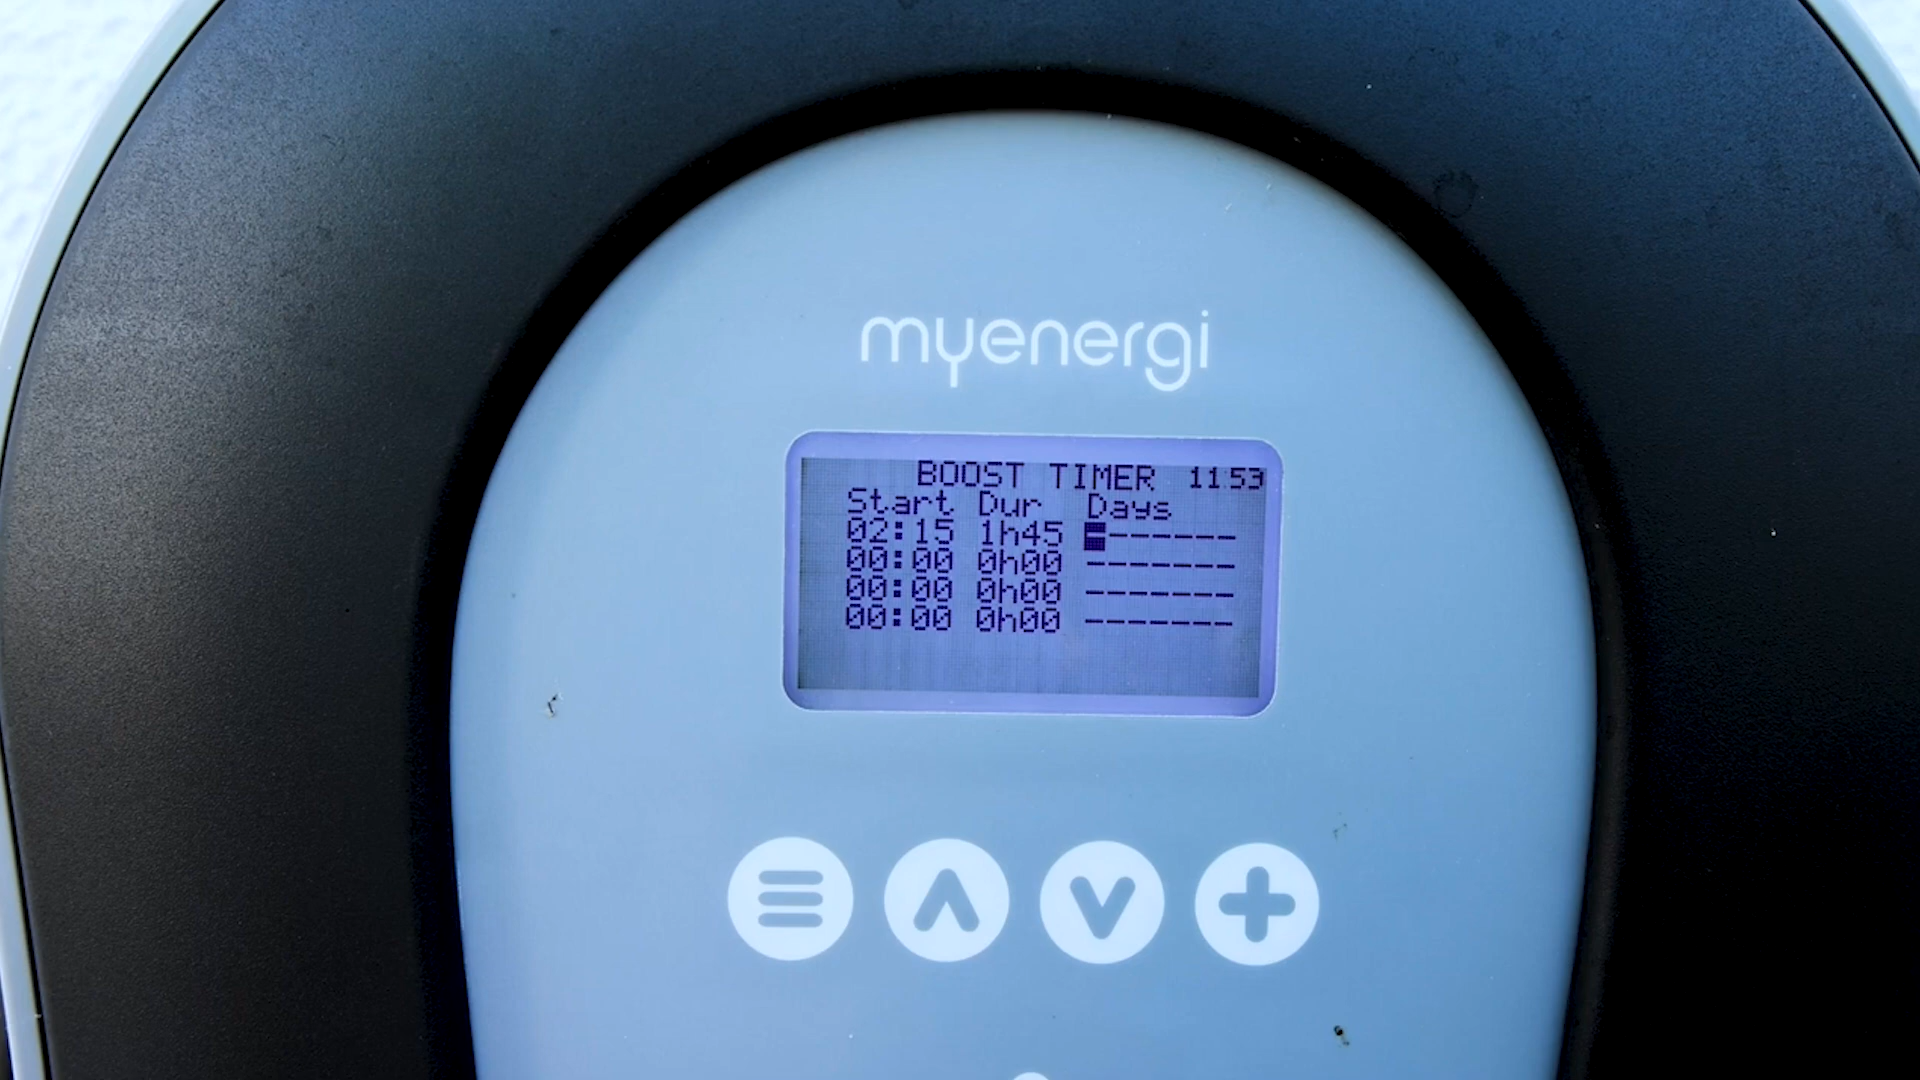 myenergi
BOOST TIMER 11:53
Start Dur Days
02:15 1h45 -------
00:00 0h00 -------
00:00 0h00 -------
00:00 0h00 -------